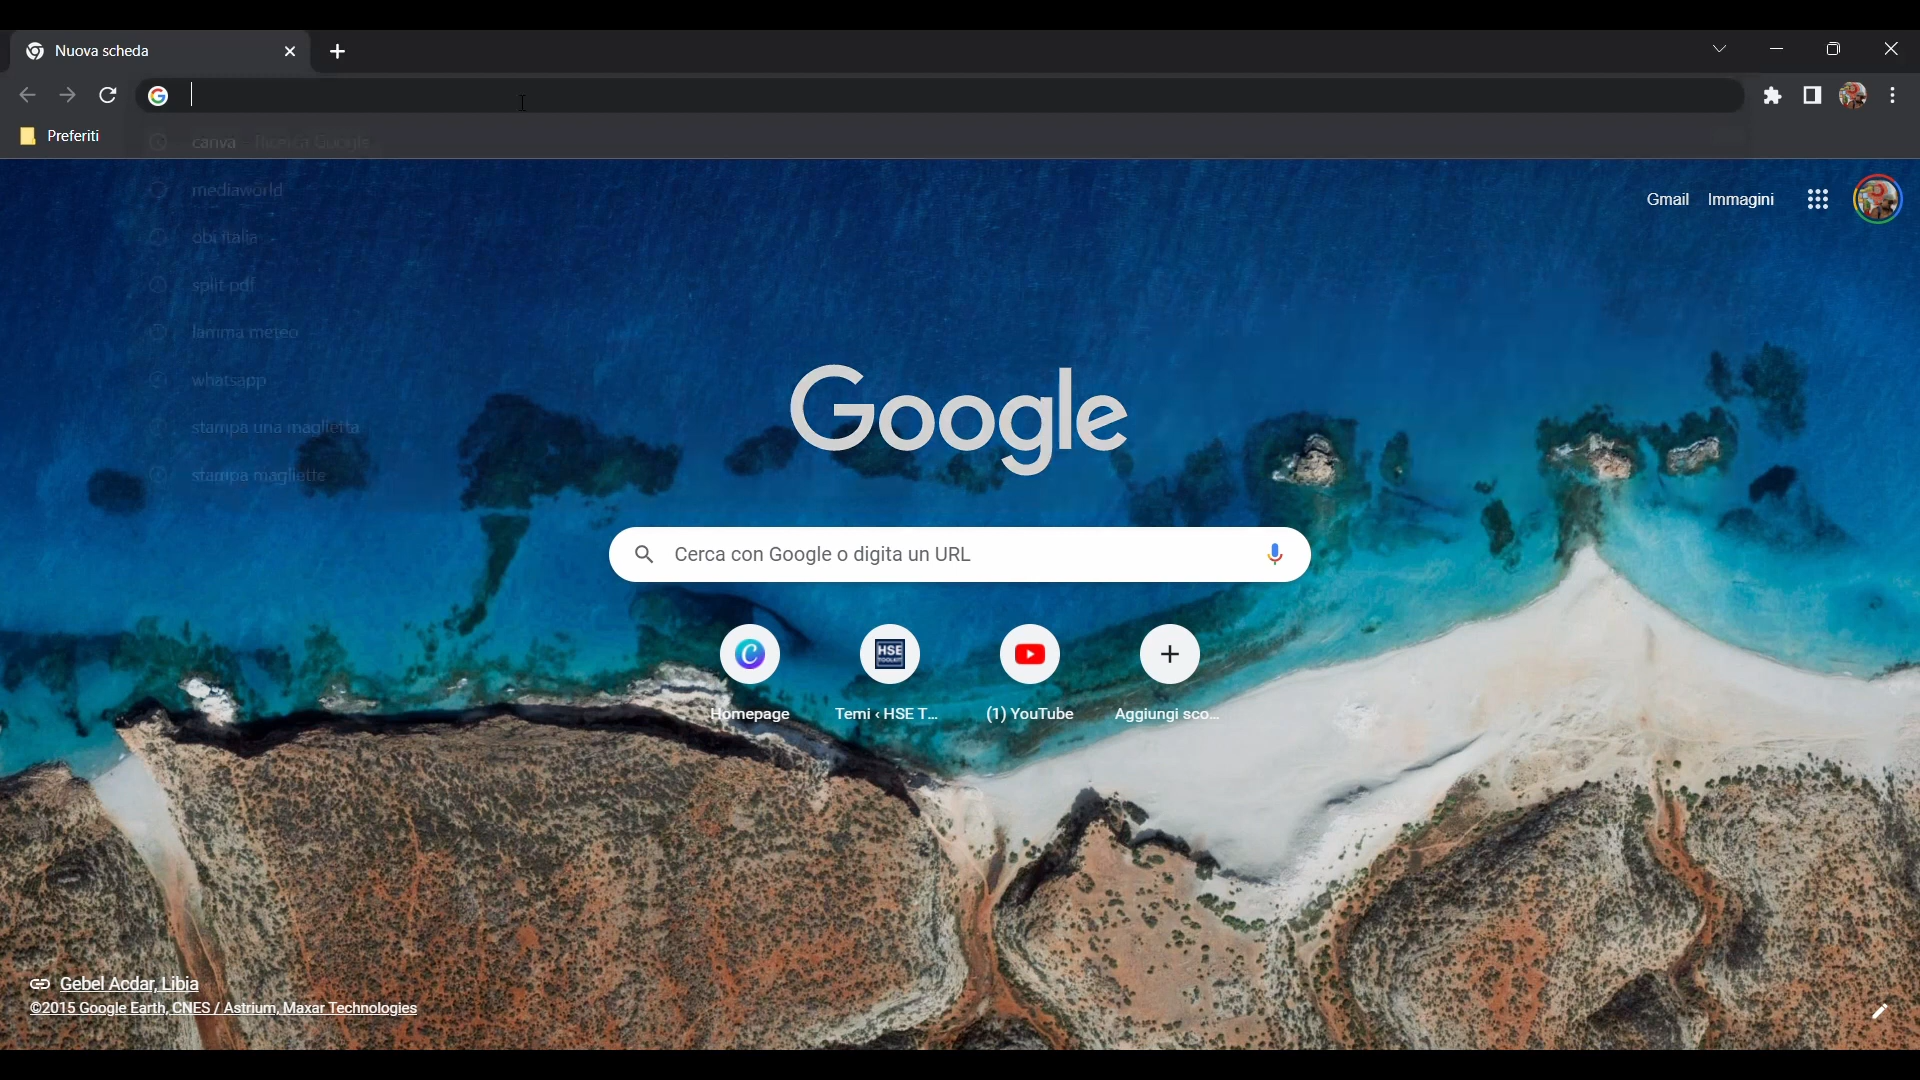 Nuova scheda
Preferiti
canva - Ricerca Google
mediaworld
obi italia
split pdf
lamma meteo
whatsapp
stampa una maglietta
stampa magliette
Gmail Immagini
Google
Cerca con Google o digita un URL
HSE
TOOLKIT
Homepage Temi ‹ HSE T... (1) YouTube Aggiungi sco...
Gebel Acdar, Libia
©2015 Google Earth, CNES / Astrium, Maxar Technologies